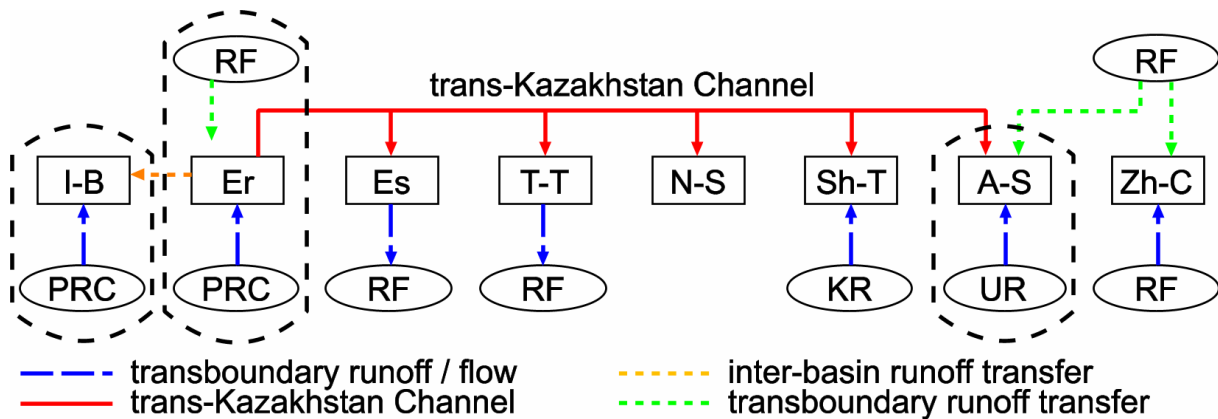 RF
RF
trans-Kazakhstan Channel
I-B Er Es T-T N-S Sh-T A-S Zh-C
PRC PRC RF RF KR UR RF
transboundary runoff / flow
inter-basin runoff transfer
trans-Kazakhstan Channel
transboundary runoff transfer